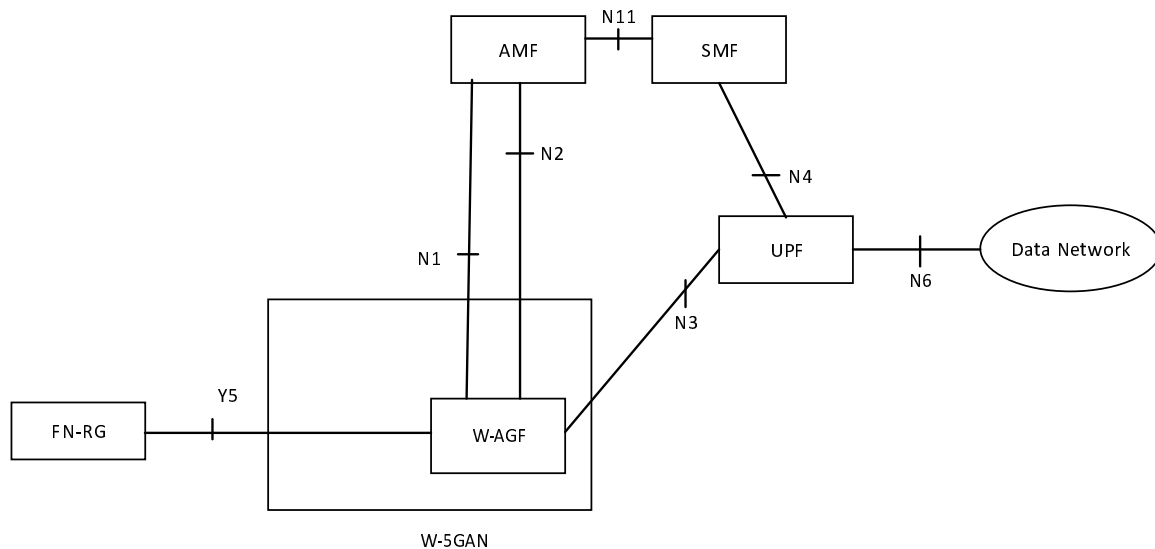 N11
AMF
SMF
N2
N4
N1
UPF
Data Network
N6
N3
Y5
FN-RG
W-AGF
W-5GAN